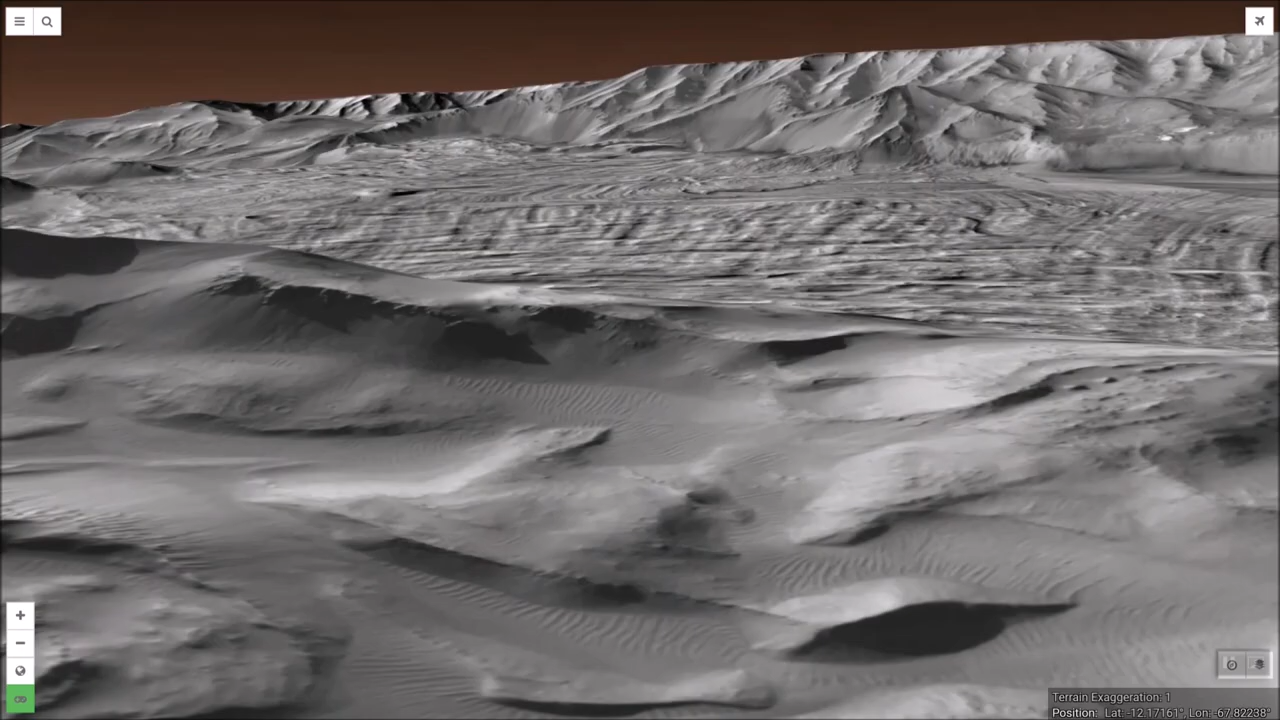 Terrain Exaggeration: 1
Position: Lat: -12.17161°, Lon: -67.82238°